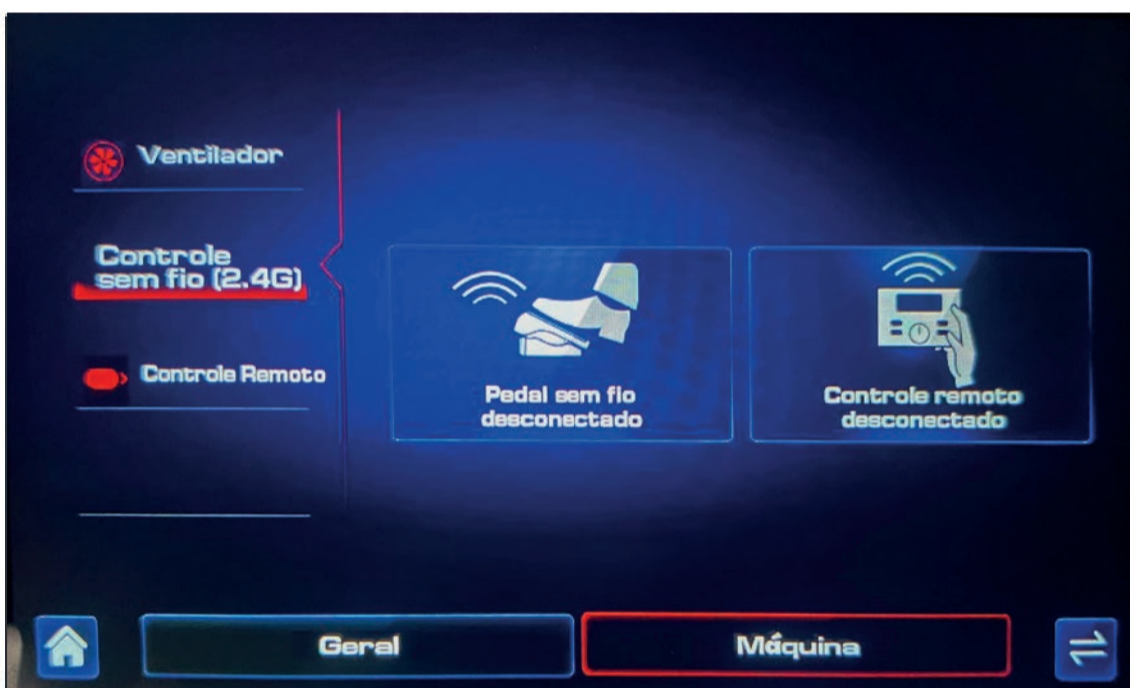 Ventilador
Controle
sem fio (2.4G)
Controle Remoto
Pedal sem fio
desconectado
Controle remoto
desconectado
Geral
Máquina